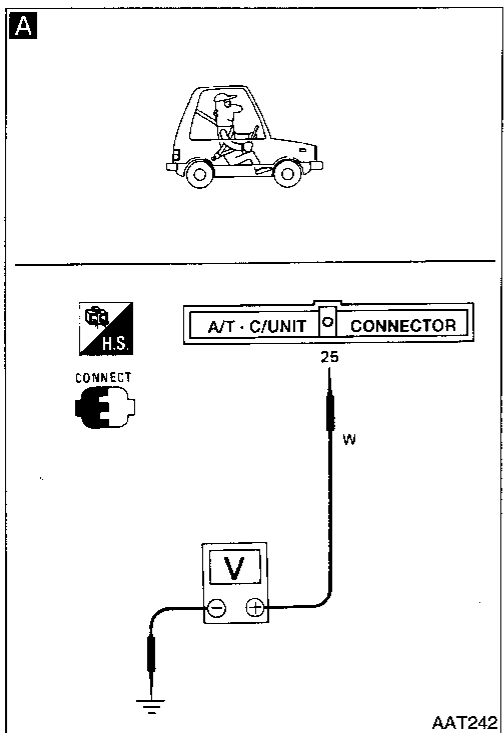 A
H.S.
CONNECT
A/T · C/UNIT CONNECTOR
25
W
V
− +
AAT242